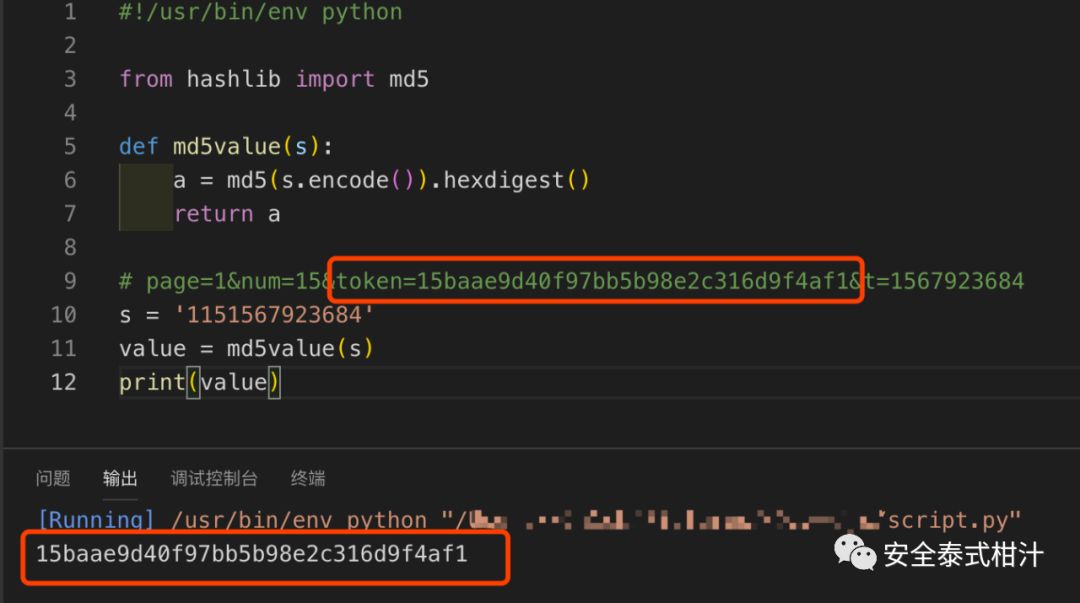 1 #!/usr/bin/env python
2
3 from hashlib import md5
4
5 def md5value(s):
6 a = md5(s.encode()).hexdigest()
7 return a
8
9 # page=1&num=15&token=15baae9d40f97bb5b98e2c316d9f4af1&t=1567923684
10 s = '1151567923684'
11 value = md5value(s)
12 print(value)
问题 输出 调试控制台 终端
[Running] /usr/bin/env python "/ script.py"
15baae9d40f97bb5b98e2c316d9f4af1
安全泰式柑汁